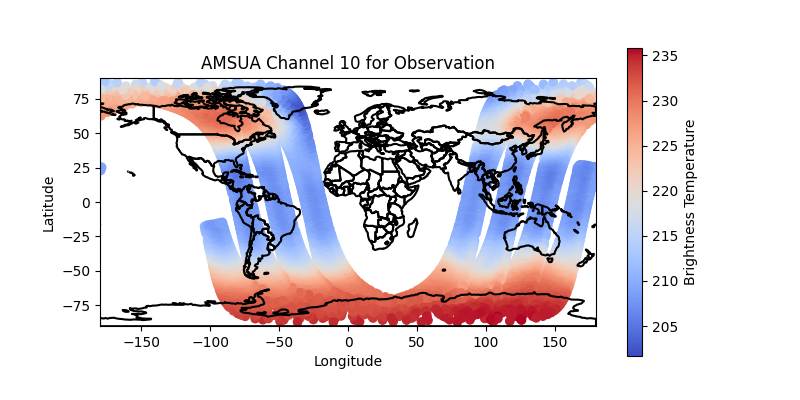 AMSUA Channel 10 for Observation
75
50
25
0
−25
−50
−75
Latitude
−150 −100 −50 0 50 100 150
Longitude
235
230
225
220
215
210
205
Brightness Temperature